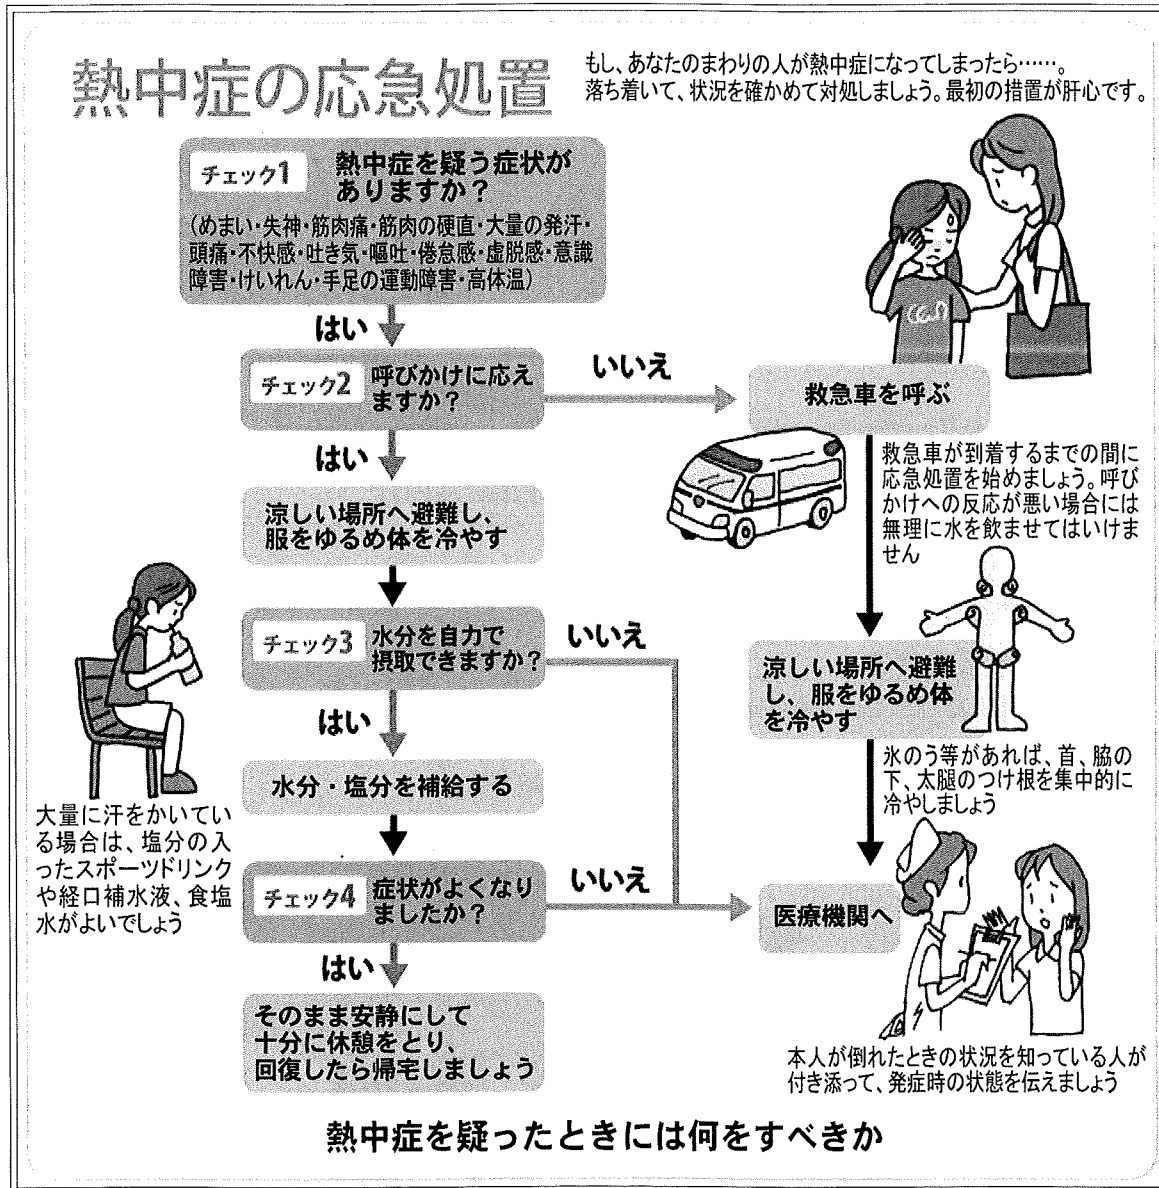 熱中症の応急処置
もし、あなたのまわりの人が熱中症になってしまったら……。
落ち着いて、状況を確かめて対処しましょう。最初の措置が肝心です。
チェック1
熱中症を疑う症状が
ありますか？
（めまい・失神・筋肉痛・筋肉の硬直・大量の発汗・
頭痛・不快感・吐き気・嘔吐・倦怠感・虚脱感・意識
障害・けいれん・手足の運動障害・高体温）
はい
チェック2
呼びかけに応え
ますか？
いいえ
救急車を呼ぶ
救急車が到着するまでの間に
応急処置を始めましょう。呼び
かけへの反応が悪い場合には
無理に水を飲ませてはいけま
せん
はい
涼しい場所へ避難し、
服をゆるめ体を冷やす
涼しい場所へ避難
し、服をゆるめ体
を冷やす
氷のう等があれば、首、脇の
下、太腿のつけ根を集中的に
冷やしましょう
チェック3
水分を自力で
摂取できますか？
いいえ
はい
水分・塩分を補給する
大量に汗をかいてい
る場合は、塩分の入
ったスポーツドリンク
や経口補水液、食塩
水がよいでしょう
チェック4
症状がよくなり
ましたか？
いいえ
医療機関へ
本人が倒れたときの状況を知っている人が
付き添って、発症時の状態を伝えましょう
はい
そのまま安静にして
十分に休憩をとり、
回復したら帰宅しましょう
熱中症を疑ったときには何をすべきか